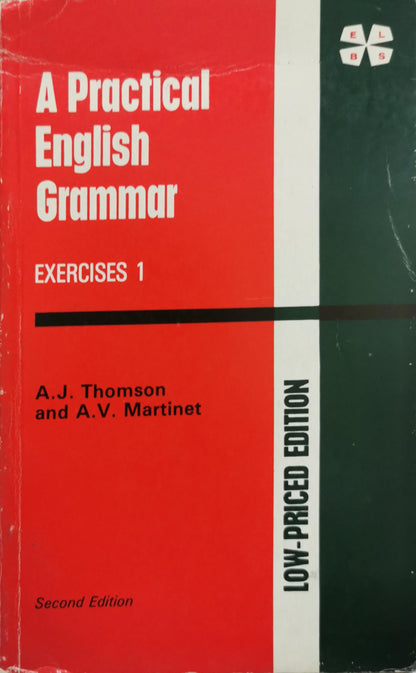 E L
B S
A Practical
English
Grammar
EXERCISES 1
A.J. Thomson
and A.V. Martinet
LOW-PRICED EDITION
Second Edition